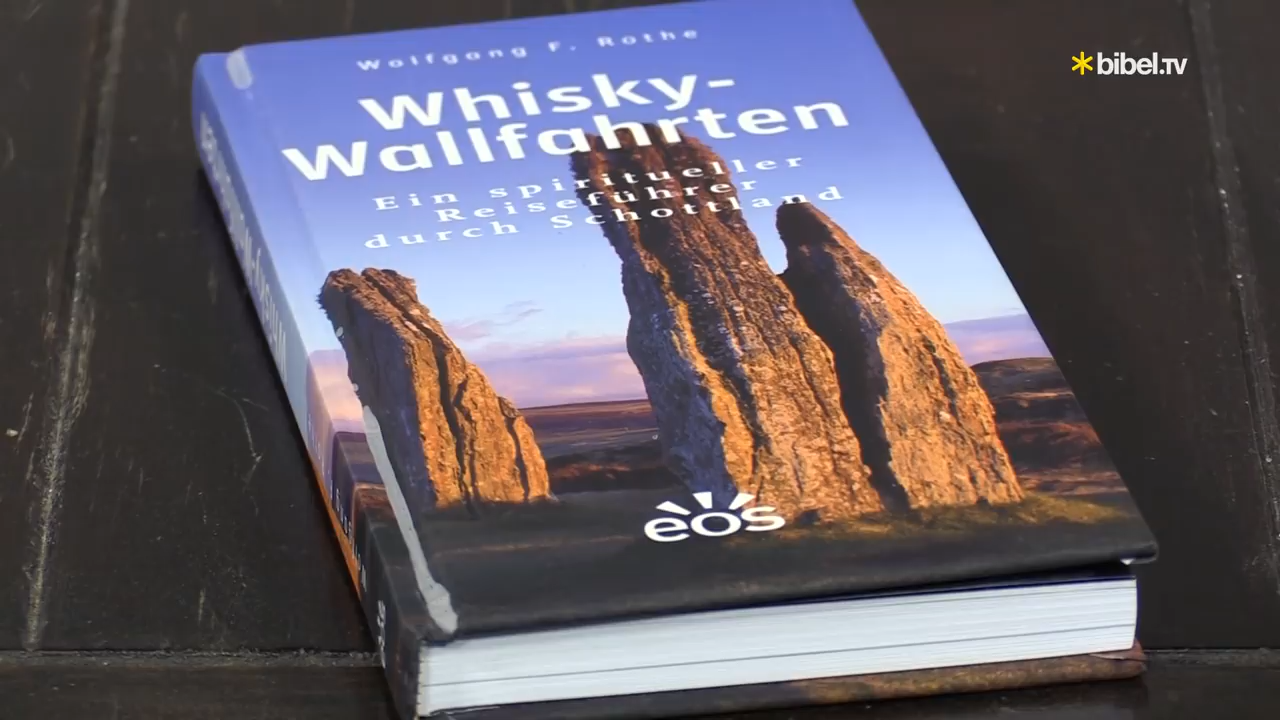 Wolfgang F. Rothe
Whisky-
Wallfahrten
Ein spiritueller
Reiseführer
durch Schottland
eos
bibel.tv